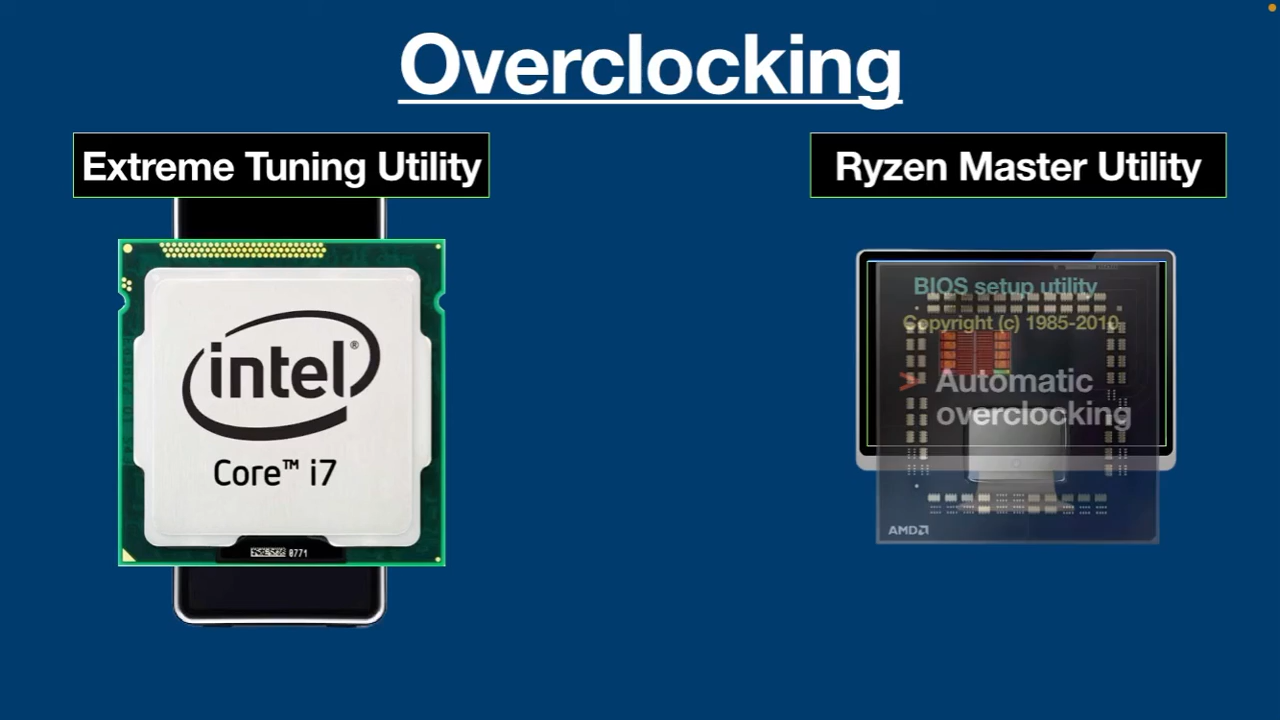 Overclocking
Extreme Tuning Utility
Ryzen Master Utility
intel®
Core™ i7
0771
BIOS setup utility
Copyright (c) 1985-2010
> Automatic
overclocking
AMD